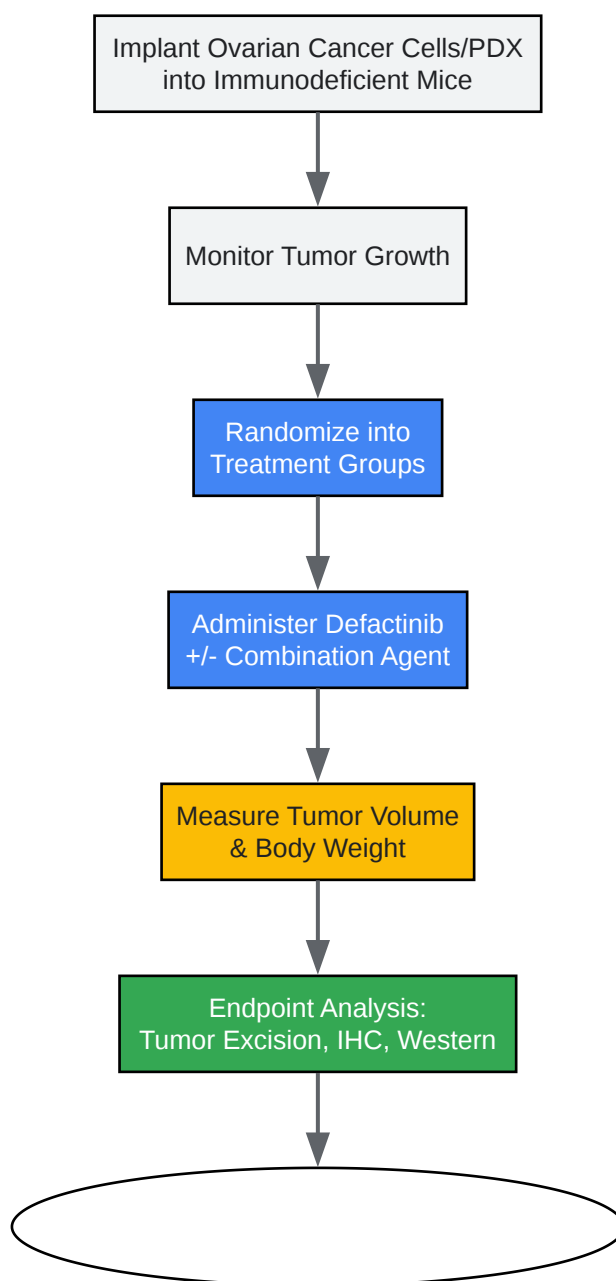 Implant Ovarian Cancer Cells/PDX
into Immunodeficient Mice
Monitor Tumor Growth
Randomize into
Treatment Groups
Administer Defactinib
+/- Combination Agent
Measure Tumor Volume
& Body Weight
Endpoint Analysis:
Tumor Excision, IHC, Western